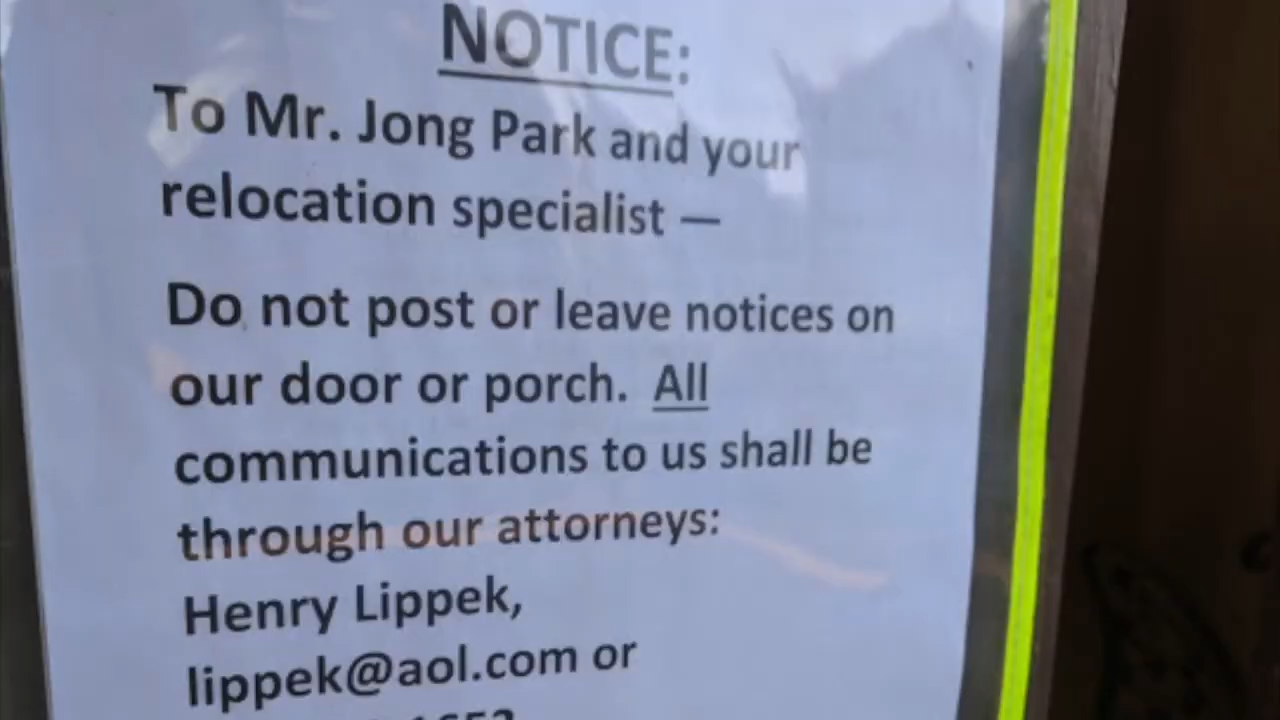 NOTICE:
To Mr. Jong Park and your
relocation specialist —
Do not post or leave notices on
our door or porch. All
communications to us shall be
through our attorneys:
Henry Lippek,
lippek@aol.com or